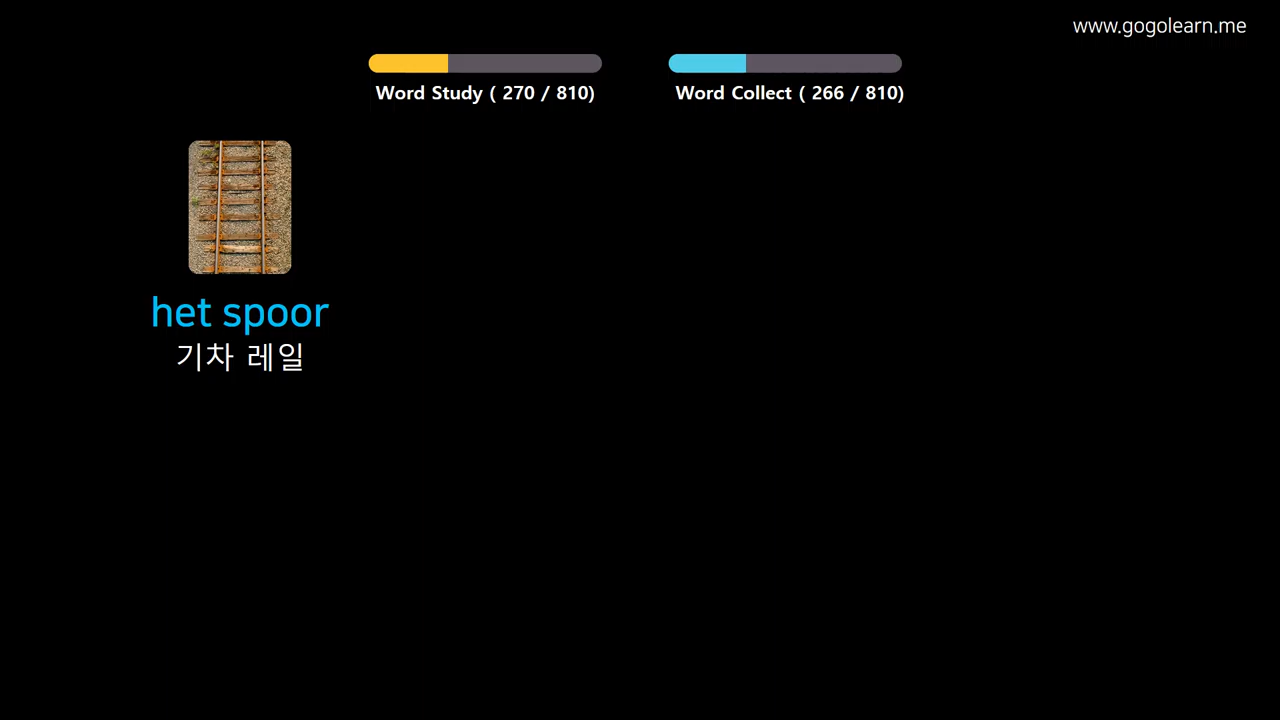 www.gogolearn.me
Word Study ( 270 / 810)
Word Collect ( 266 / 810)
het spoor
기차 레일